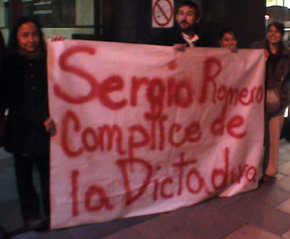 Sergio Romero
Complice de
la Dictadura